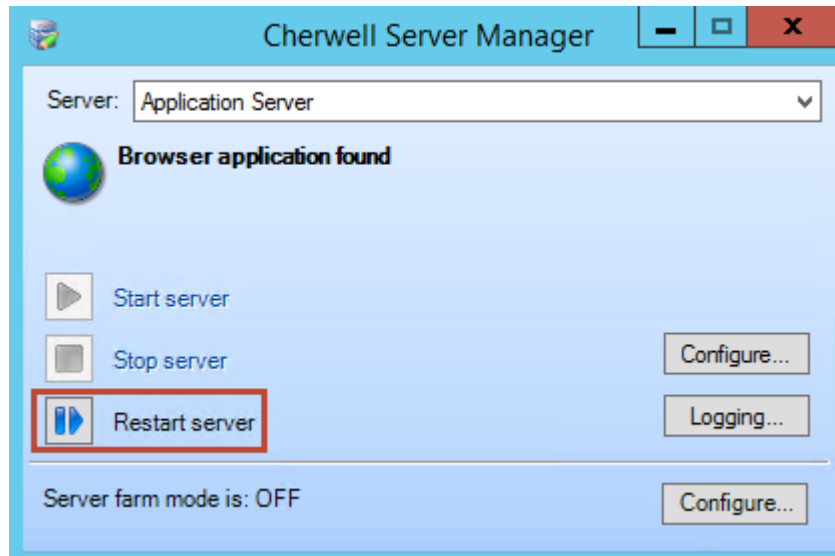 Cherwell Server Manager
Server: Application Server
Browser application found
Start server
Stop server
Configure...
Restart server
Logging...
Server farm mode is: OFF
Configure...